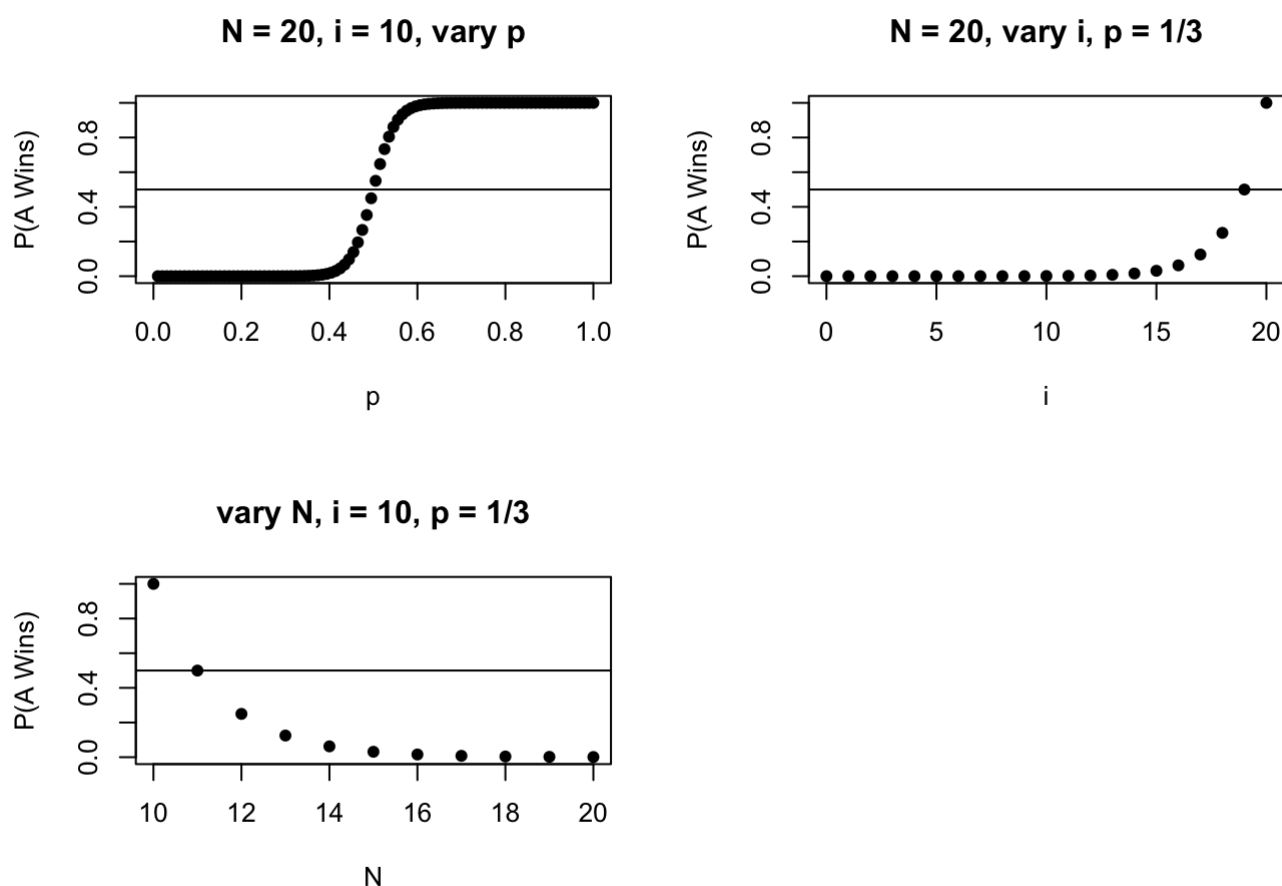 N = 20, i = 10, vary p
P(A Wins)
0.8
0.4
0.0
0.0 0.2 0.4 0.6 0.8 1.0
p
N = 20, vary i, p = 1/3
P(A Wins)
0.8
0.4
0.0
0 5 10 15 20
i
vary N, i = 10, p = 1/3
P(A Wins)
0.8
0.4
0.0
10 12 14 16 18 20
N